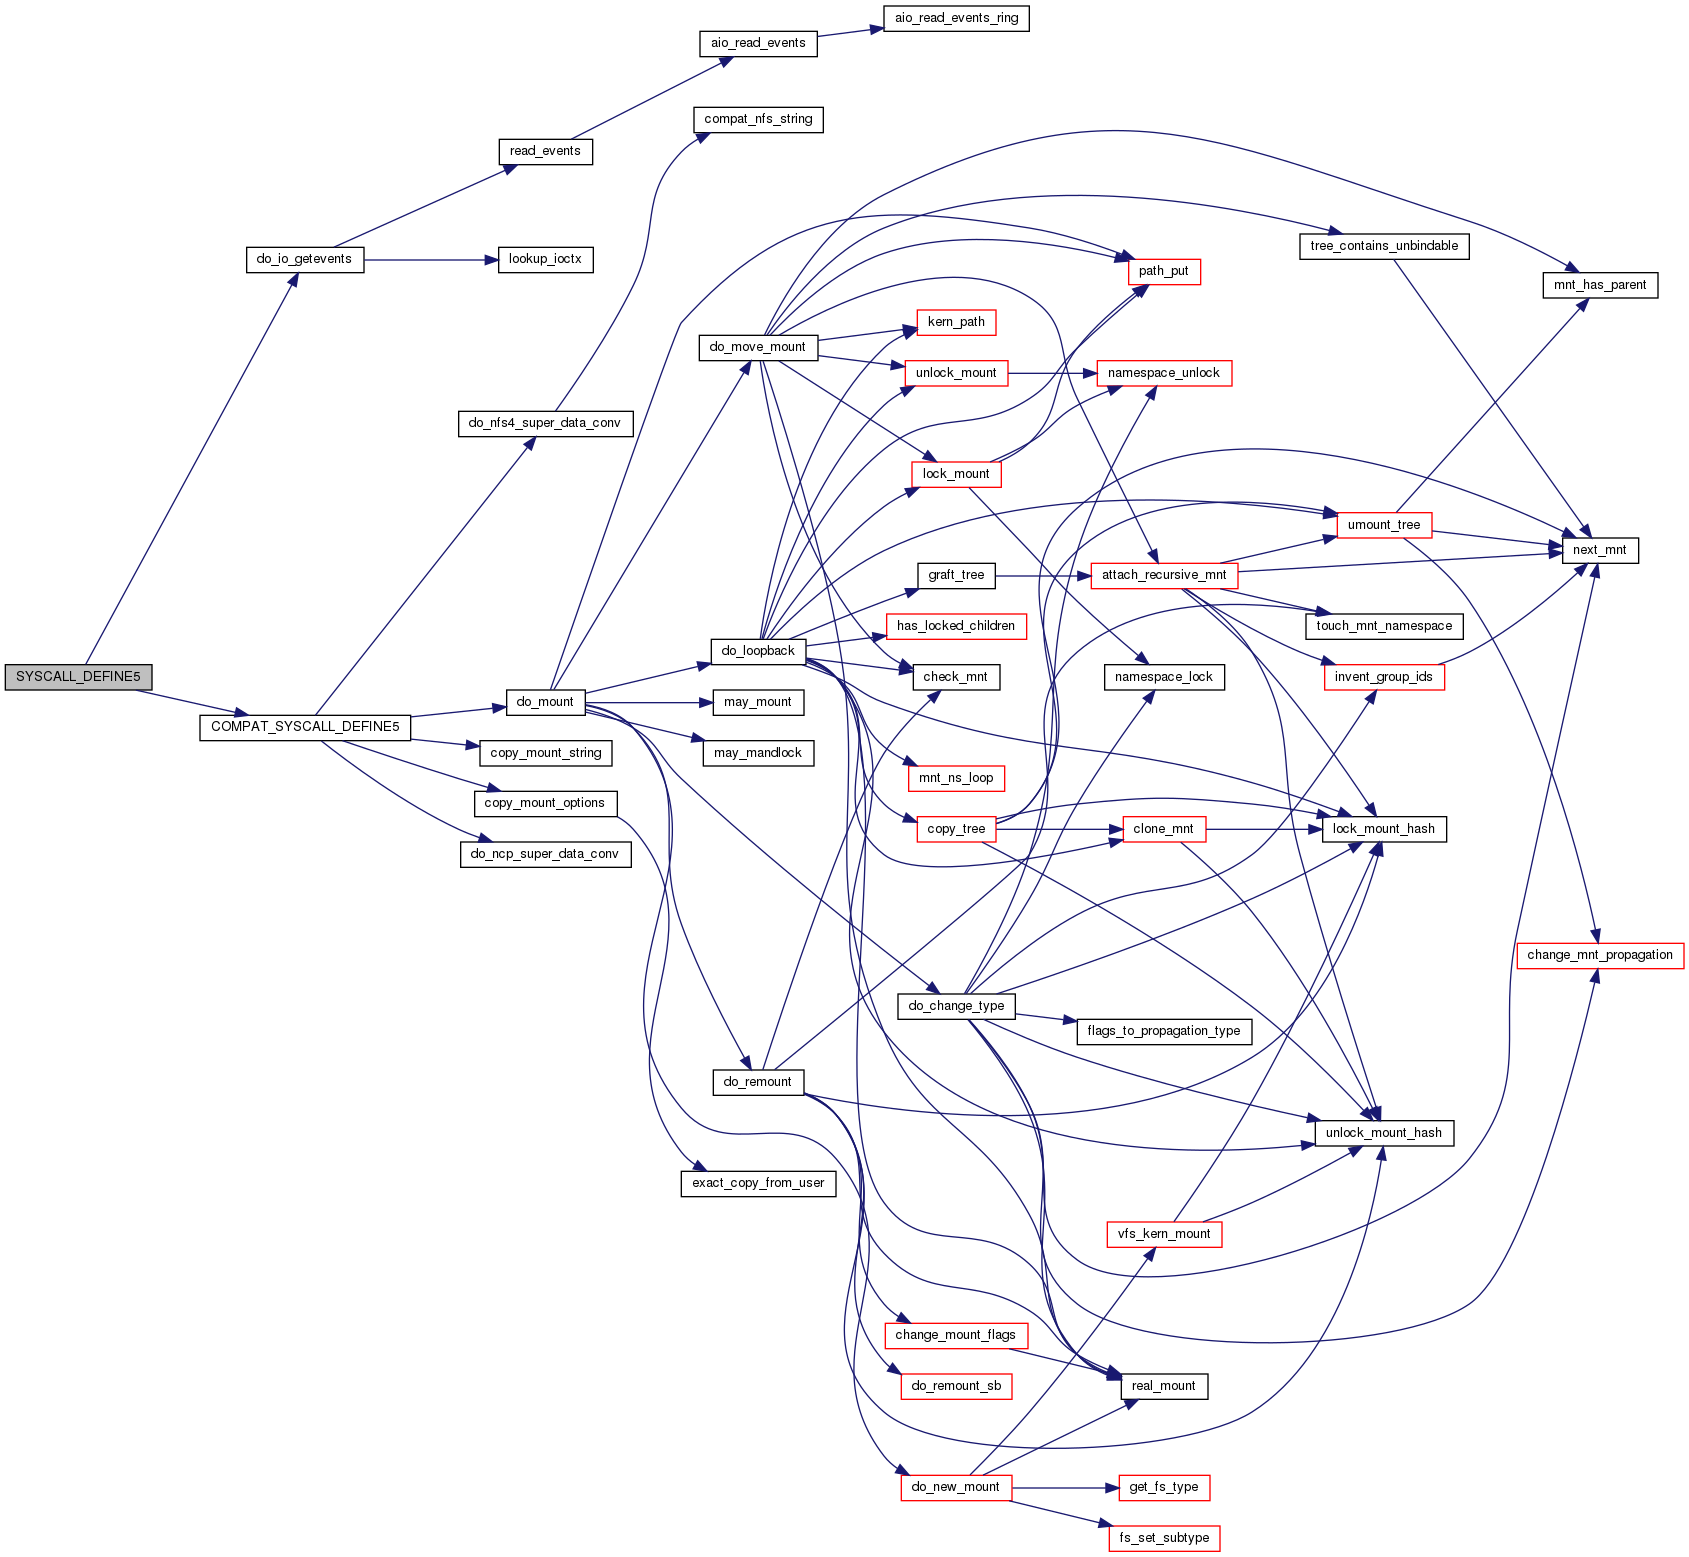 aio_read_events_ring
aio_read_events
compat_nfs_string
read_events
do_io_getevents
lookup_ioctx
tree_contains_unbindable
path_put
mnt_has_parent
kern_path
do_move_mount
unlock_mount
namespace_unlock
do_nfs4_super_data_conv
lock_mount
umount_tree
next_mnt
graft_tree
attach_recursive_mnt
has_locked_children
touch_mnt_namespace
do_loopback
SYSCALL_DEFINE5
check_mnt
namespace_lock
invent_group_ids
do_mount
may_mount
COMPAT_SYSCALL_DEFINE5
copy_mount_string
may_mandlock
mnt_ns_loop
copy_mount_options
copy_tree
clone_mnt
lock_mount_hash
do_ncp_super_data_conv
change_mnt_propagation
do_change_type
flags_to_propagation_type
do_remount
unlock_mount_hash
exact_copy_from_user
vfs_kern_mount
change_mount_flags
do_remount_sb
real_mount
do_new_mount
get_fs_type
fs_set_subtype